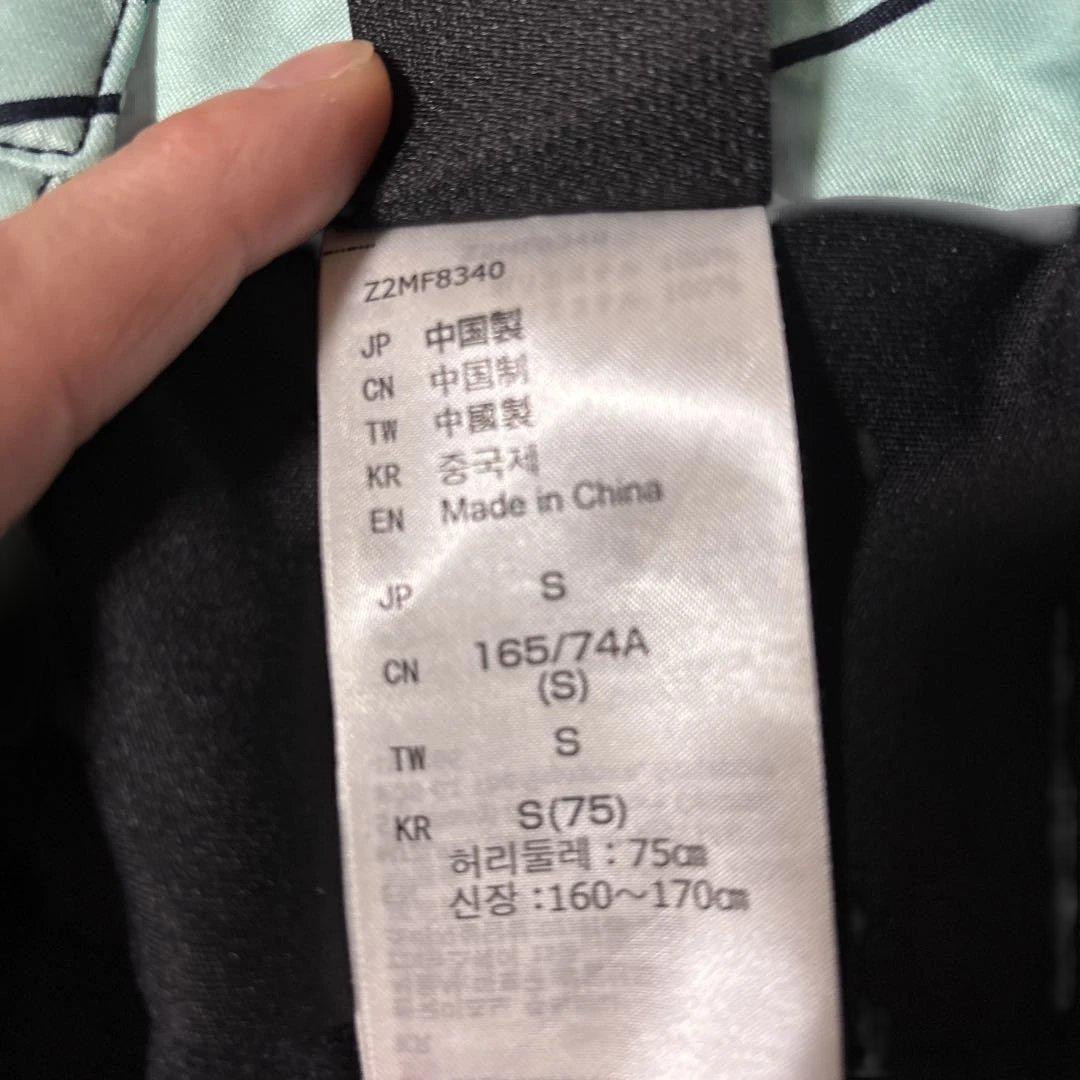 Z2MF8340
JP 中国製
CN 中国制
TW 中國製
KR 중국제
EN Made in China
JP S
CN 165/74A
(S)
TW S
KR S(75)
허리둘레 : 75㎝
신장 :160～170㎝